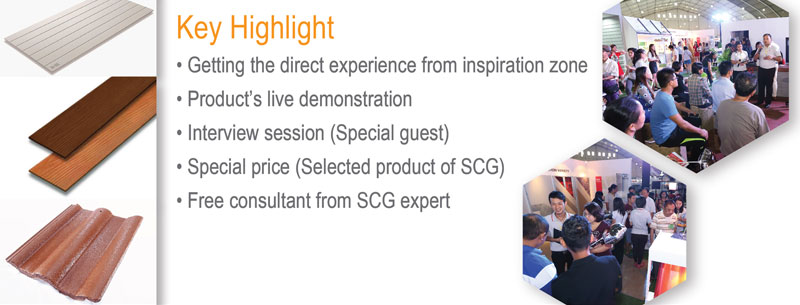 Key Highlight
• Getting the direct experience from inspiration zone
• Product's live demonstration
• Interview session (Special guest)
• Special price (Selected product of SCG)
• Free consultant from SCG expert